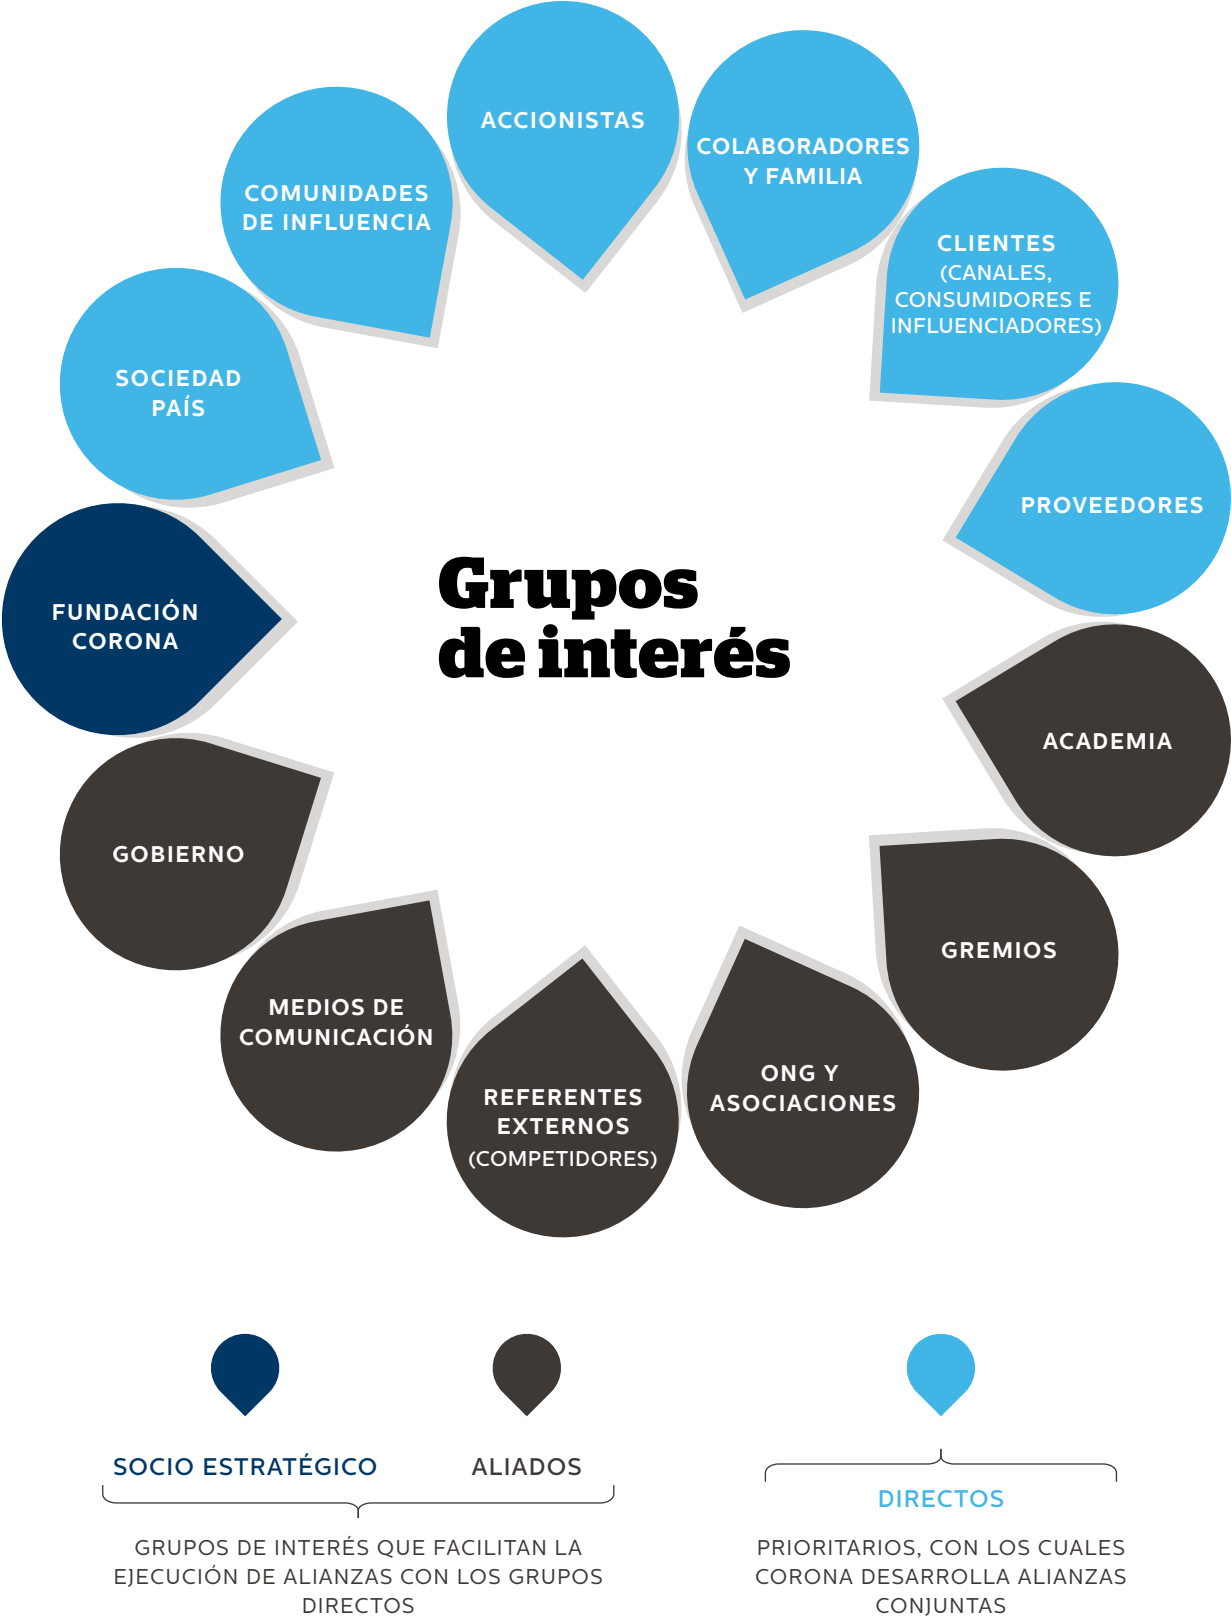 ACCIONISTAS
COLABORADORES
Y FAMILIA
COMUNIDADES
DE INFLUENCIA
CLIENTES
(CANALES,
CONSUMIDORES E
INFLUENCIADORES)
SOCIEDAD
PAÍS
PROVEEDORES
Grupos
de interés
FUNDACIÓN
CORONA
ACADEMIA
GOBIERNO
GREMIOS
MEDIOS DE
COMUNICACIÓN
ONG Y
ASOCIACIONES
REFERENTES
EXTERNOS
(COMPETIDORES)
SOCIO ESTRATÉGICO
ALIADOS
GRUPOS DE INTERÉS QUE FACILITAN LA
EJECUCIÓN DE ALIANZAS CON LOS GRUPOS
DIRECTOS
DIRECTOS
PRIORITARIOS, CON LOS CUALES
CORONA DESARROLLA ALIANZAS
CONJUNTAS